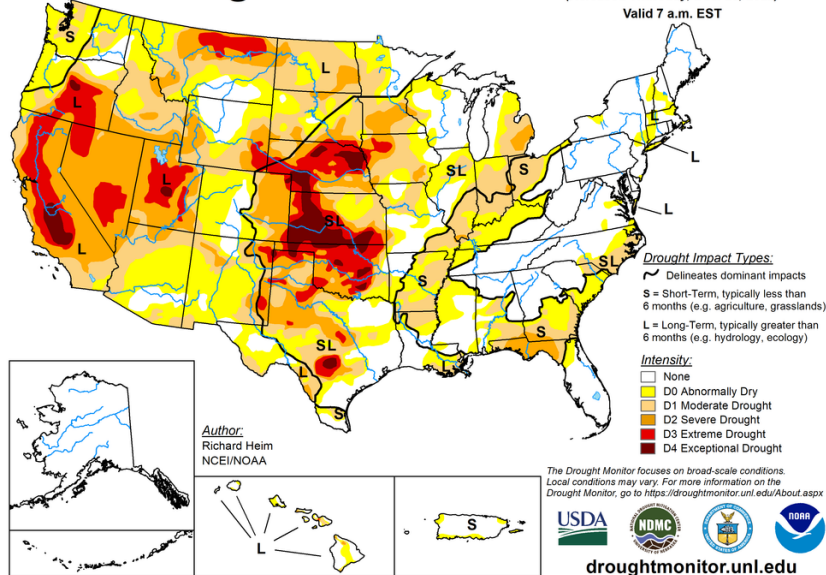 Valid 7 a.m. EST
S
L
L
L
L
L
SL
S
SL
L
L
L
SL
S
S
SL
L
S
L
Drought Impact Types:
Delineates dominant impacts
S = Short-Term, typically less than
6 months (e.g. agriculture, grasslands)
L = Long-Term, typically greater than
6 months (e.g. hydrology, ecology)
Intensity:
None
D0 Abnormally Dry
D1 Moderate Drought
D2 Severe Drought
D3 Extreme Drought
D4 Exceptional Drought
Author:
Richard Heim
NCEI/NOAA
L
S
The Drought Monitor focuses on broad-scale conditions.
Local conditions may vary. For more information on the
Drought Monitor, go to https://droughtmonitor.unl.edu/About.aspx
USDA
NDMC
NOAA
droughtmonitor.unl.edu